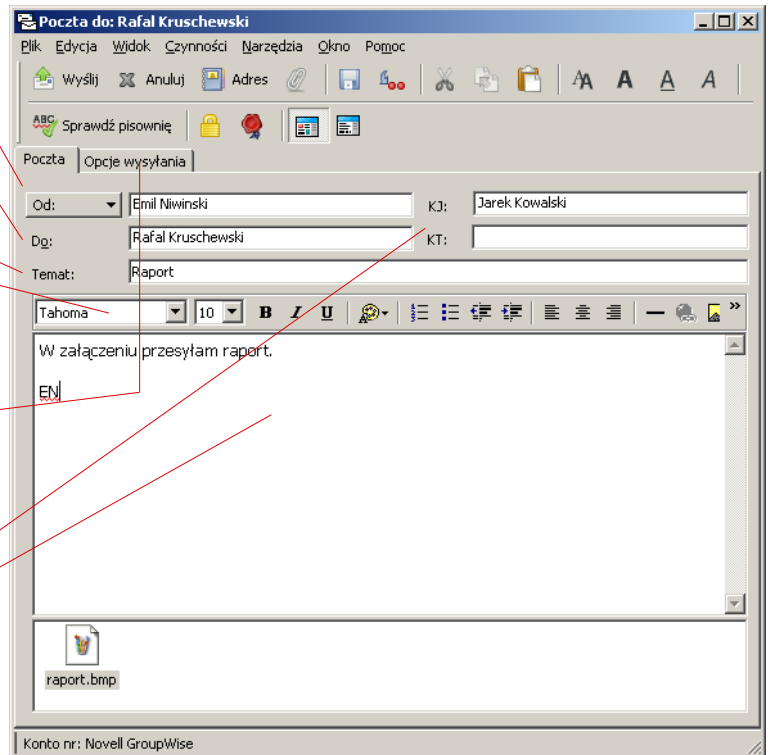 Poczta do: Rafal Kruschewski
Plik Edycja Widok Czynności Narzędzia Okno Pomoc
Wyślij Anuluj Adres AA A A A
ABC Sprawdź pisownię
Poczta Opcje wysyłania
Od: Emil Niwinski KJ: Jarek Kowalski
Do: Rafal Kruschewski KT:
Temat: Raport
Tahoma 10 B I U
W załączeniu przesyłam raport.
EN
raport.bmp
Konto nr: Novell GroupWise